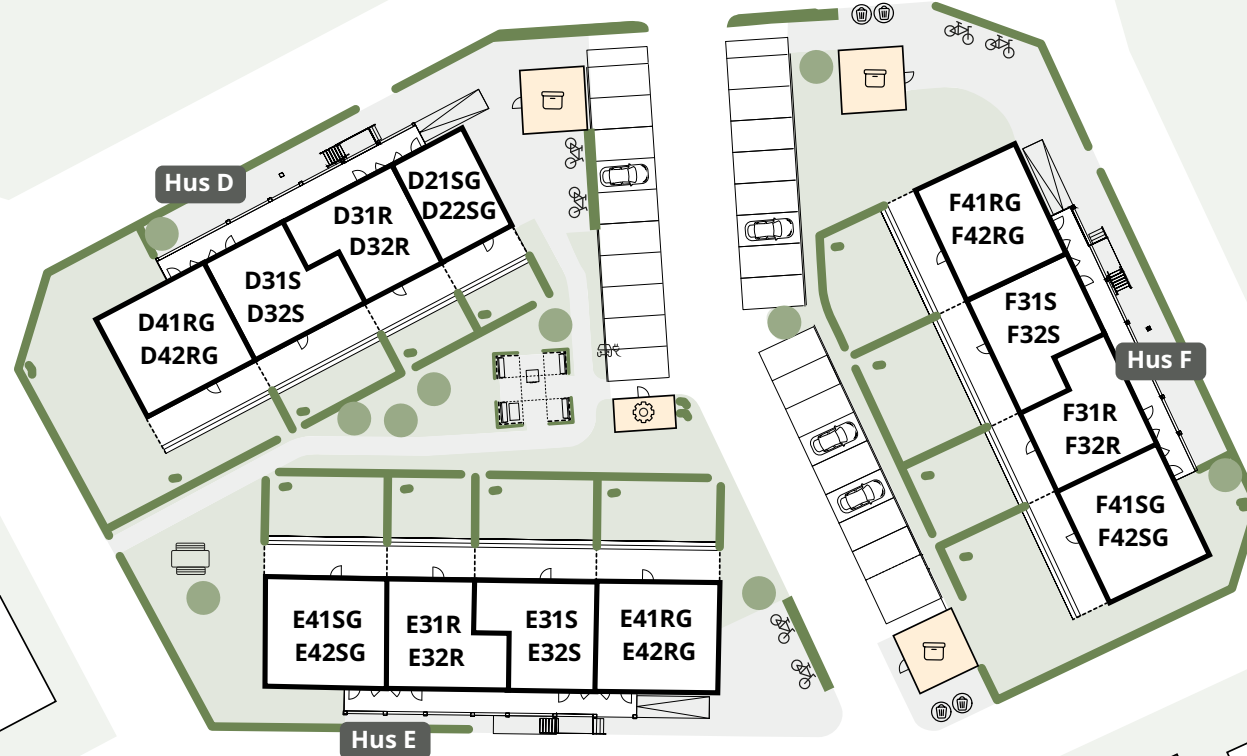 Hus D
D21SG
D22SG
D31R
D32R
D31S
D32S
D41RG
D42RG
F41RG
F42RG
F31S
F32S
Hus F
F31R
F32R
F41SG
F42SG
E41SG
E42SG
E31R
E32R
E31S
E32S
E41RG
E42RG
Hus E